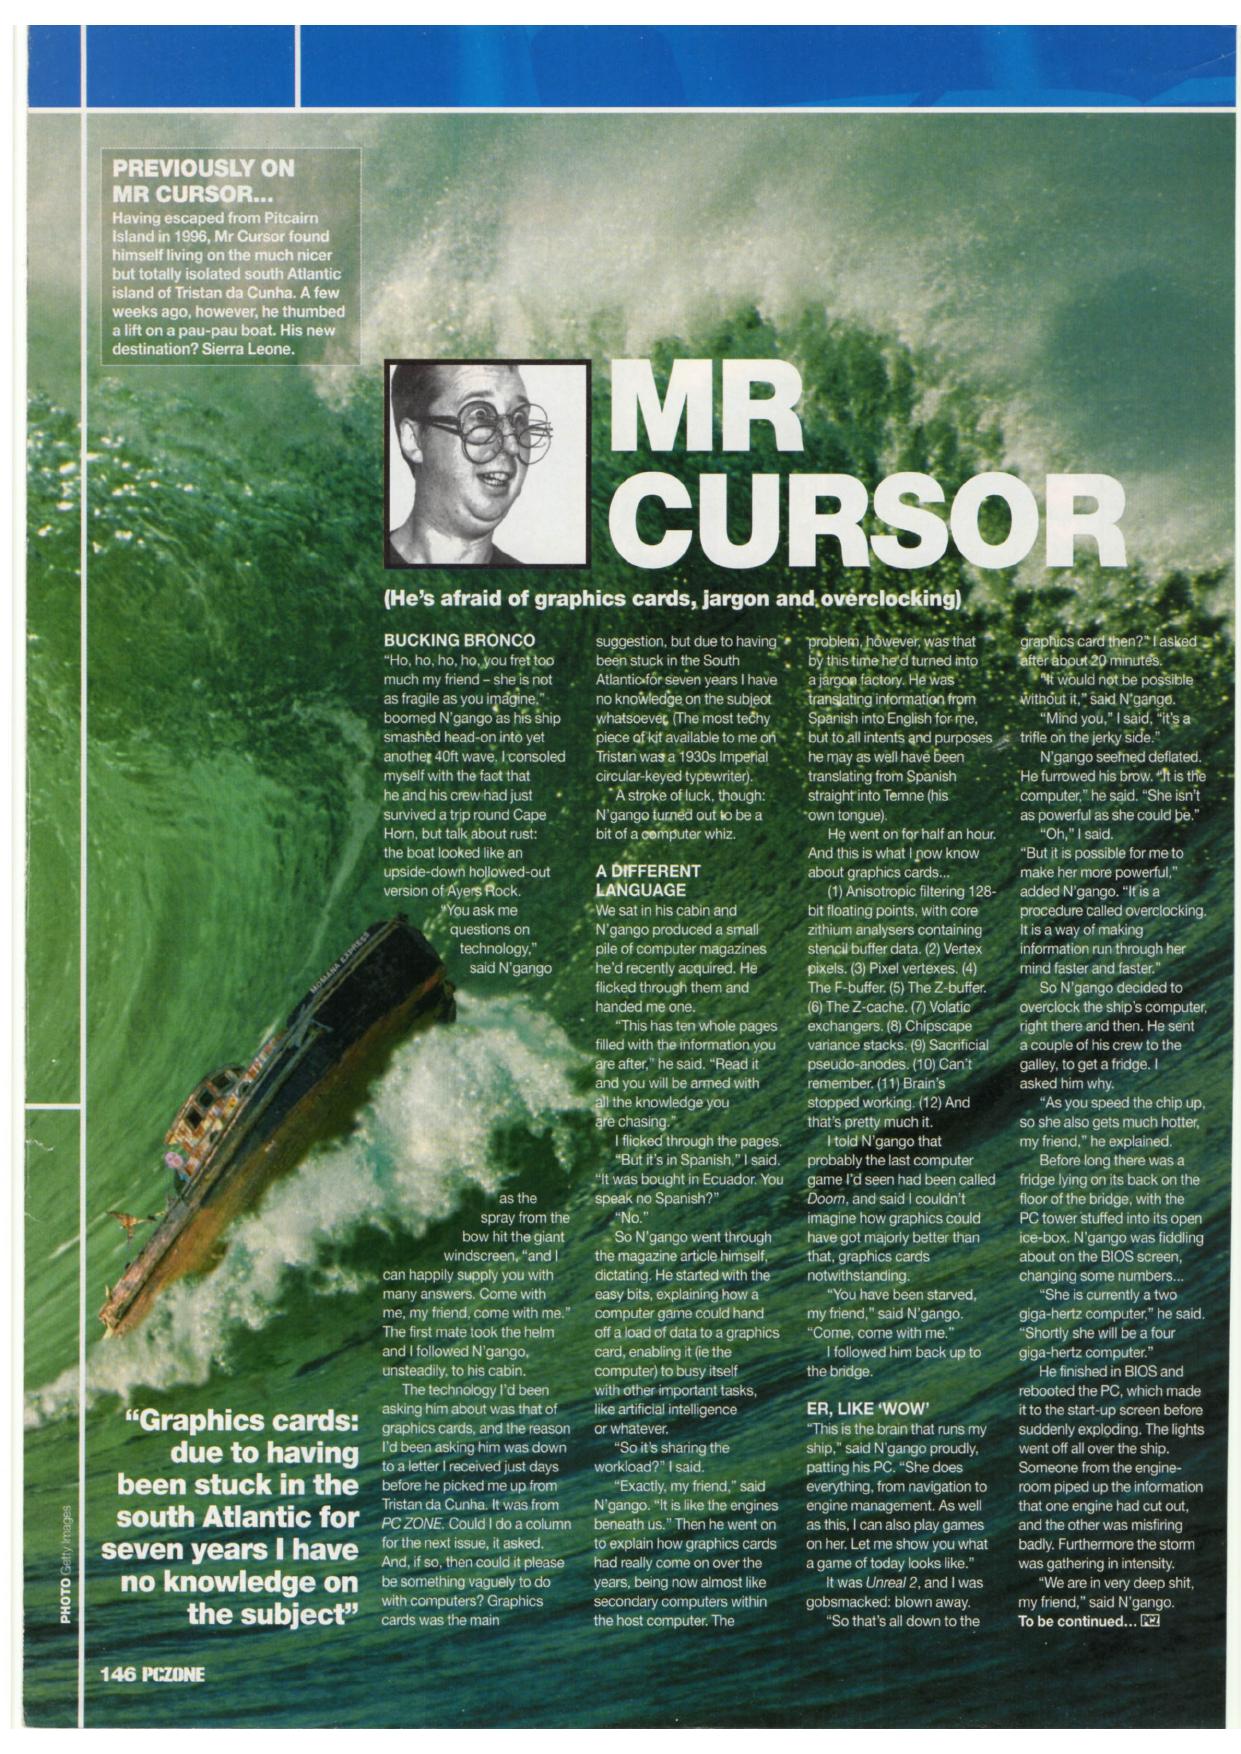 PREVIOUSLY ON
MR CURSOR...
Having escaped from Pitcairn
Island in 1996, Mr Cursor found
himself living on the much nicer
but totally isolated south Atlantic
island of Tristan da Cunha. A few
weeks ago, however, he thumbed
a lift on a pau-pau boat. His new
destination? Sierra Leone.
MR
CURSOR
(He's afraid of graphics cards, jargon and overclocking)
BUCKING BRONCO
"Ho, ho, ho, ho, you fret too
much my friend – she is not
as fragile as you imagine,"
boomed N'gango as his ship
smashed head-on into yet
another 40ft wave. I consoled
myself with the fact that
he and his crew had just
survived a trip round Cape
Horn, but talk about rust:
the boat looked like an
upside-down hollowed-out
version of Ayers Rock.
"You ask me
questions on
technology,"
said N'gango
MOMANA EXPRESS
as the
spray from the
bow hit the giant
windscreen, "and I
can happily supply you with
many answers. Come with
me, my friend, come with me."
The first mate took the helm
and I followed N'gango,
unsteadily, to his cabin.
The technology I'd been
asking him about was that of
graphics cards, and the reason
I'd been asking him was down
to a letter I received just days
before he picked me up from
Tristan da Cunha. It was from
PC ZONE. Could I do a column
for the next issue, it asked.
And, if so, then could it please
be something vaguely to do
with computers? Graphics
cards was the main
suggestion, but due to having
been stuck in the South
Atlantic for seven years I have
no knowledge on the subject
whatsoever. (The most techy
piece of kit available to me on
Tristan was a 1930s Imperial
circular-keyed typewriter).
A stroke of luck, though:
N'gango turned out to be a
bit of a computer whiz.
A DIFFERENT
LANGUAGE
We sat in his cabin and
N'gango produced a small
pile of computer magazines
he'd recently acquired. He
flicked through them and
handed me one.
"This has ten whole pages
filled with the information you
are after," he said. "Read it
and you will be armed with
all the knowledge you
are chasing."
I flicked through the pages.
"But it's in Spanish," I said.
"It was bought in Ecuador. You
speak no Spanish?"
"No."
So N'gango went through
the magazine article himself,
dictating. He started with the
easy bits, explaining how a
computer game could hand
off a load of data to a graphics
card, enabling it (ie the
computer) to busy itself
with other important tasks,
like artificial intelligence
or whatever.
"So it's sharing the
workload?" I said.
"Exactly, my friend," said
N'gango. "It is like the engines
beneath us." Then he went on
to explain how graphics cards
had really come on over the
years, being now almost like
secondary computers within
the host computer. The
problem, however, was that
by this time he'd turned into
a jargon factory. He was
translating information from
Spanish into English for me,
but to all intents and purposes
he may as well have been
translating from Spanish
straight into Temne (his
own tongue).
He went on for half an hour.
And this is what I now know
about graphics cards...
(1) Anisotropic filtering 128-
bit floating points, with core
zithium analysers containing
stencil buffer data. (2) Vertex
pixels. (3) Pixel vertexes. (4)
The F-buffer. (5) The Z-buffer.
(6) The Z-cache. (7) Volatic
exchangers. (8) Chipscape
variance stacks. (9) Sacrificial
pseudo-anodes. (10) Can't
remember. (11) Brain's
stopped working. (12) And
that's pretty much it.
I told N'gango that
probably the last computer
game I'd seen had been called
Doom, and said I couldn't
imagine how graphics could
have got majorly better than
that, graphics cards
notwithstanding.
"You have been starved,
my friend," said N'gango.
"Come, come with me."
I followed him back up to
the bridge.
ER, LIKE 'WOW'
"This is the brain that runs my
ship," said N'gango proudly,
patting his PC. "She does
everything, from navigation to
engine management. As well
as this, I can also play games
on her. Let me show you what
a game of today looks like."
It was Unreal 2, and I was
gobsmacked: blown away.
"So that's all down to the
graphics card then?" I asked
after about 20 minutes.
"It would not be possible
without it," said N'gango.
"Mind you," I said, "it's a
trifle on the jerky side."
N'gango seemed deflated.
He furrowed his brow. "It is the
computer," he said. "She isn't
as powerful as she could be."
"Oh," I said.
"But it is possible for me to
make her more powerful,"
added N'gango. "It is a
procedure called overclocking.
It is a way of making
information run through her
mind faster and faster."
So N'gango decided to
overclock the ship's computer,
right there and then. He sent
a couple of his crew to the
galley, to get a fridge. I
asked him why.
"As you speed the chip up,
so she also gets much hotter,
my friend," he explained.
Before long there was a
fridge lying on its back on the
floor of the bridge, with the
PC tower stuffed into its open
ice-box. N'gango was fiddling
about on the BIOS screen,
changing some numbers...
"She is currently a two
giga-hertz computer," he said.
"Shortly she will be a four
giga-hertz computer."
He finished in BIOS and
rebooted the PC, which made
it to the start-up screen before
suddenly exploding. The lights
went off all over the ship.
Someone from the engine-
room piped up the information
that one engine had cut out,
and the other was misfiring
badly. Furthermore the storm
was gathering in intensity.
"We are in very deep shit,
my friend," said N'gango.
To be continued... PCZ
"Graphics cards:
due to having
been stuck in the
south Atlantic for
seven years I have
no knowledge on
the subject"
PHOTO Getty Images
146 PCZONE